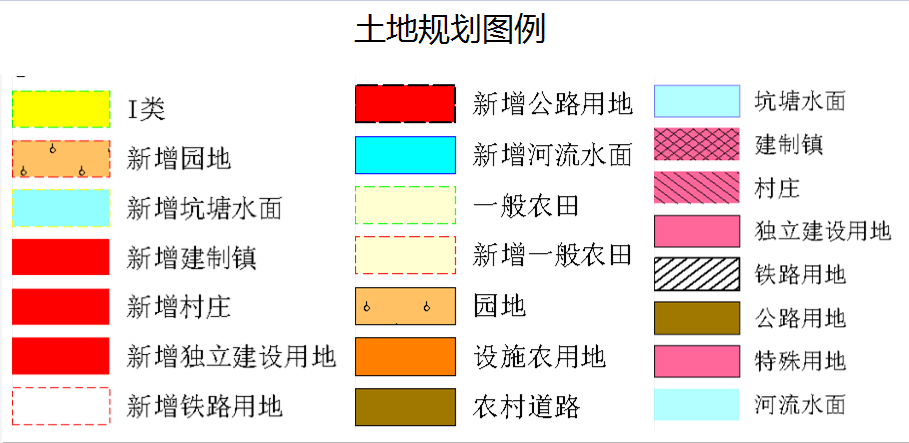 土地规划图例
I类
新增园地
新增坑塘水面
新增建制镇
新增村庄
新增独立建设用地
新增铁路用地
新增公路用地
新增河流水面
一般农田
新增一般农田
园地
设施农用地
农村道路
坑塘水面
建制镇
村庄
独立建设用地
铁路用地
公路用地
特殊用地
河流水面